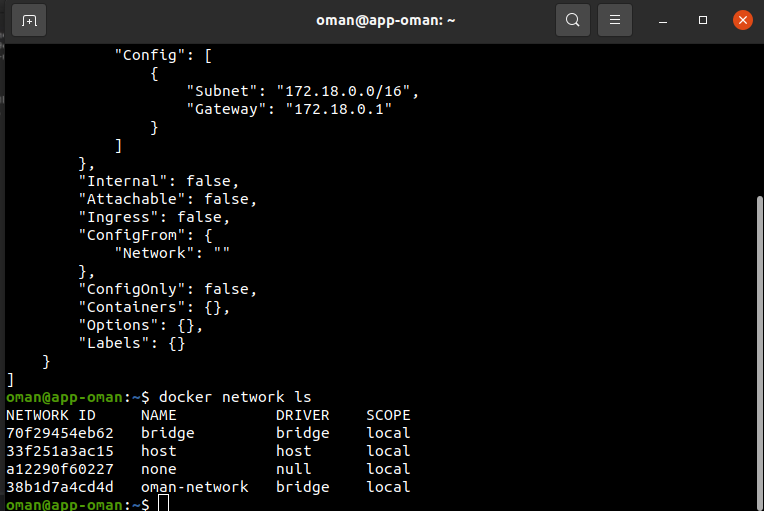 oman@app-oman: ~
"Config": [
{
"Subnet": "172.18.0.0/16",
"Gateway": "172.18.0.1"
}
]
},
"Internal": false,
"Attachable": false,
"Ingress": false,
"ConfigFrom": {
"Network": ""
},
"ConfigOnly": false,
"Containers": {},
"Options": {},
"Labels": {}
}
]
oman@app-oman:~$ docker network ls
NETWORK ID NAME DRIVER SCOPE
70f29454eb62 bridge bridge local
33f251a3ac15 host host local
a12290f60227 none null local
38b1d7a4cd4d oman-network bridge local
oman@app-oman:~$